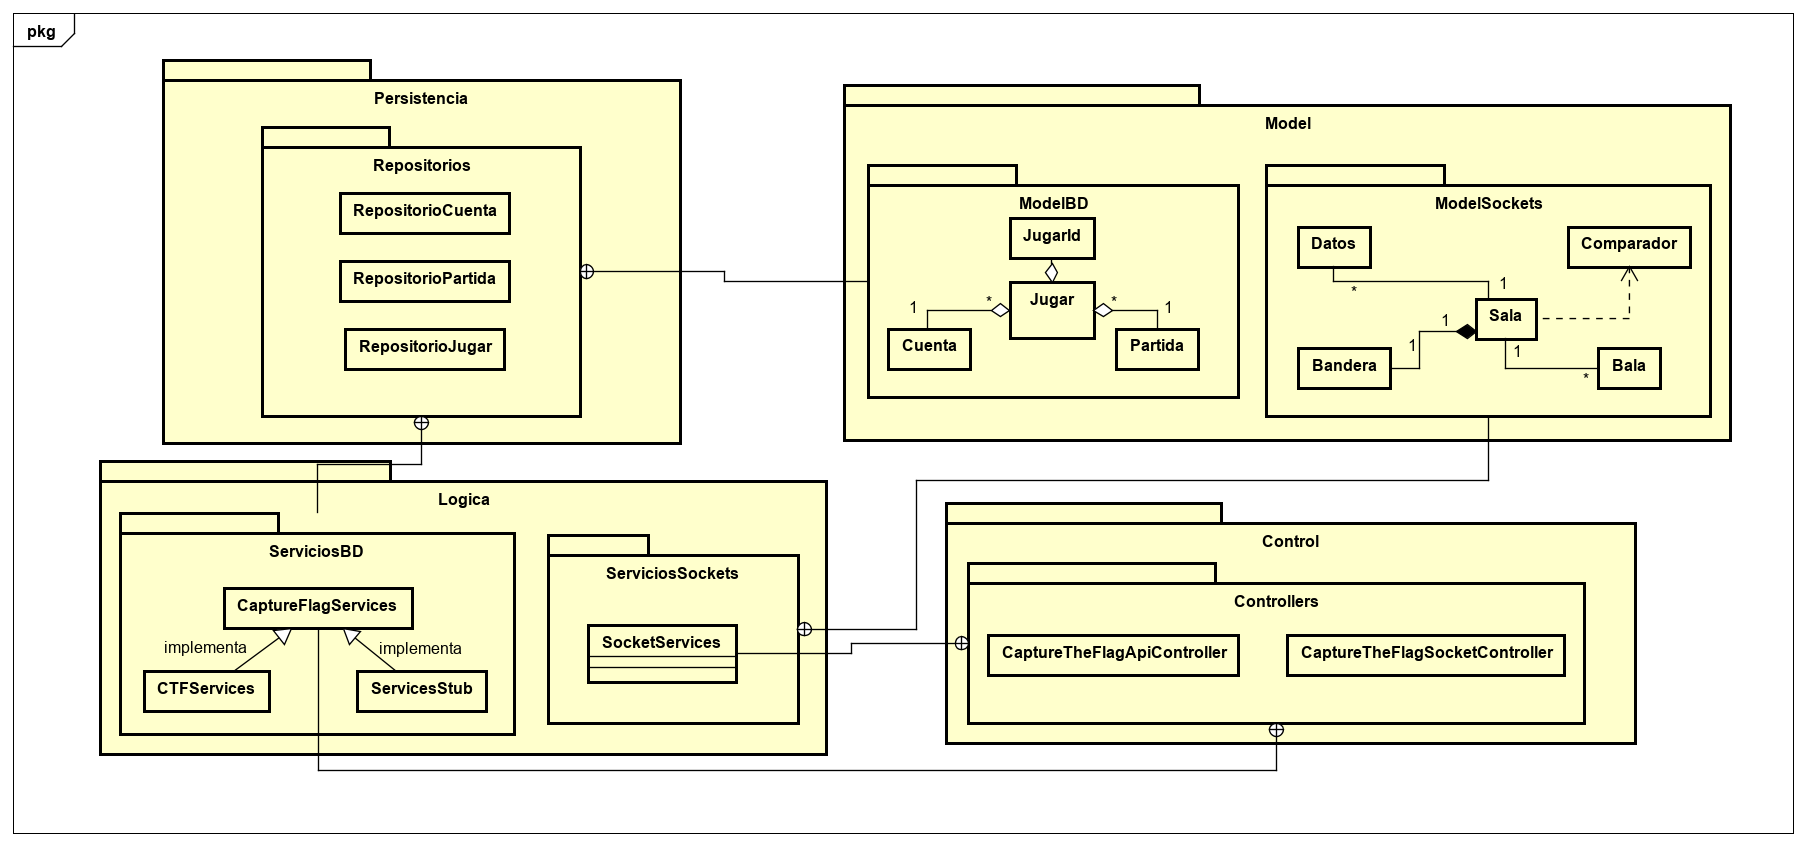 pkg
Persistencia
Repositorios
RepositorioCuenta
RepositorioPartida
RepositorioJugar
Model
ModelBD
JugarId
Jugar
1
*
*
1
Cuenta
Partida
ModelSockets
Datos
Comparador
*
1
Sala
1
1
1
Bandera
Bala
*
Logica
ServiciosBD
CaptureFlagServices
implementa
implementa
CTFServices
ServicesStub
ServiciosSockets
SocketServices
Control
Controllers
CaptureTheFlagApiController
CaptureTheFlagSocketController